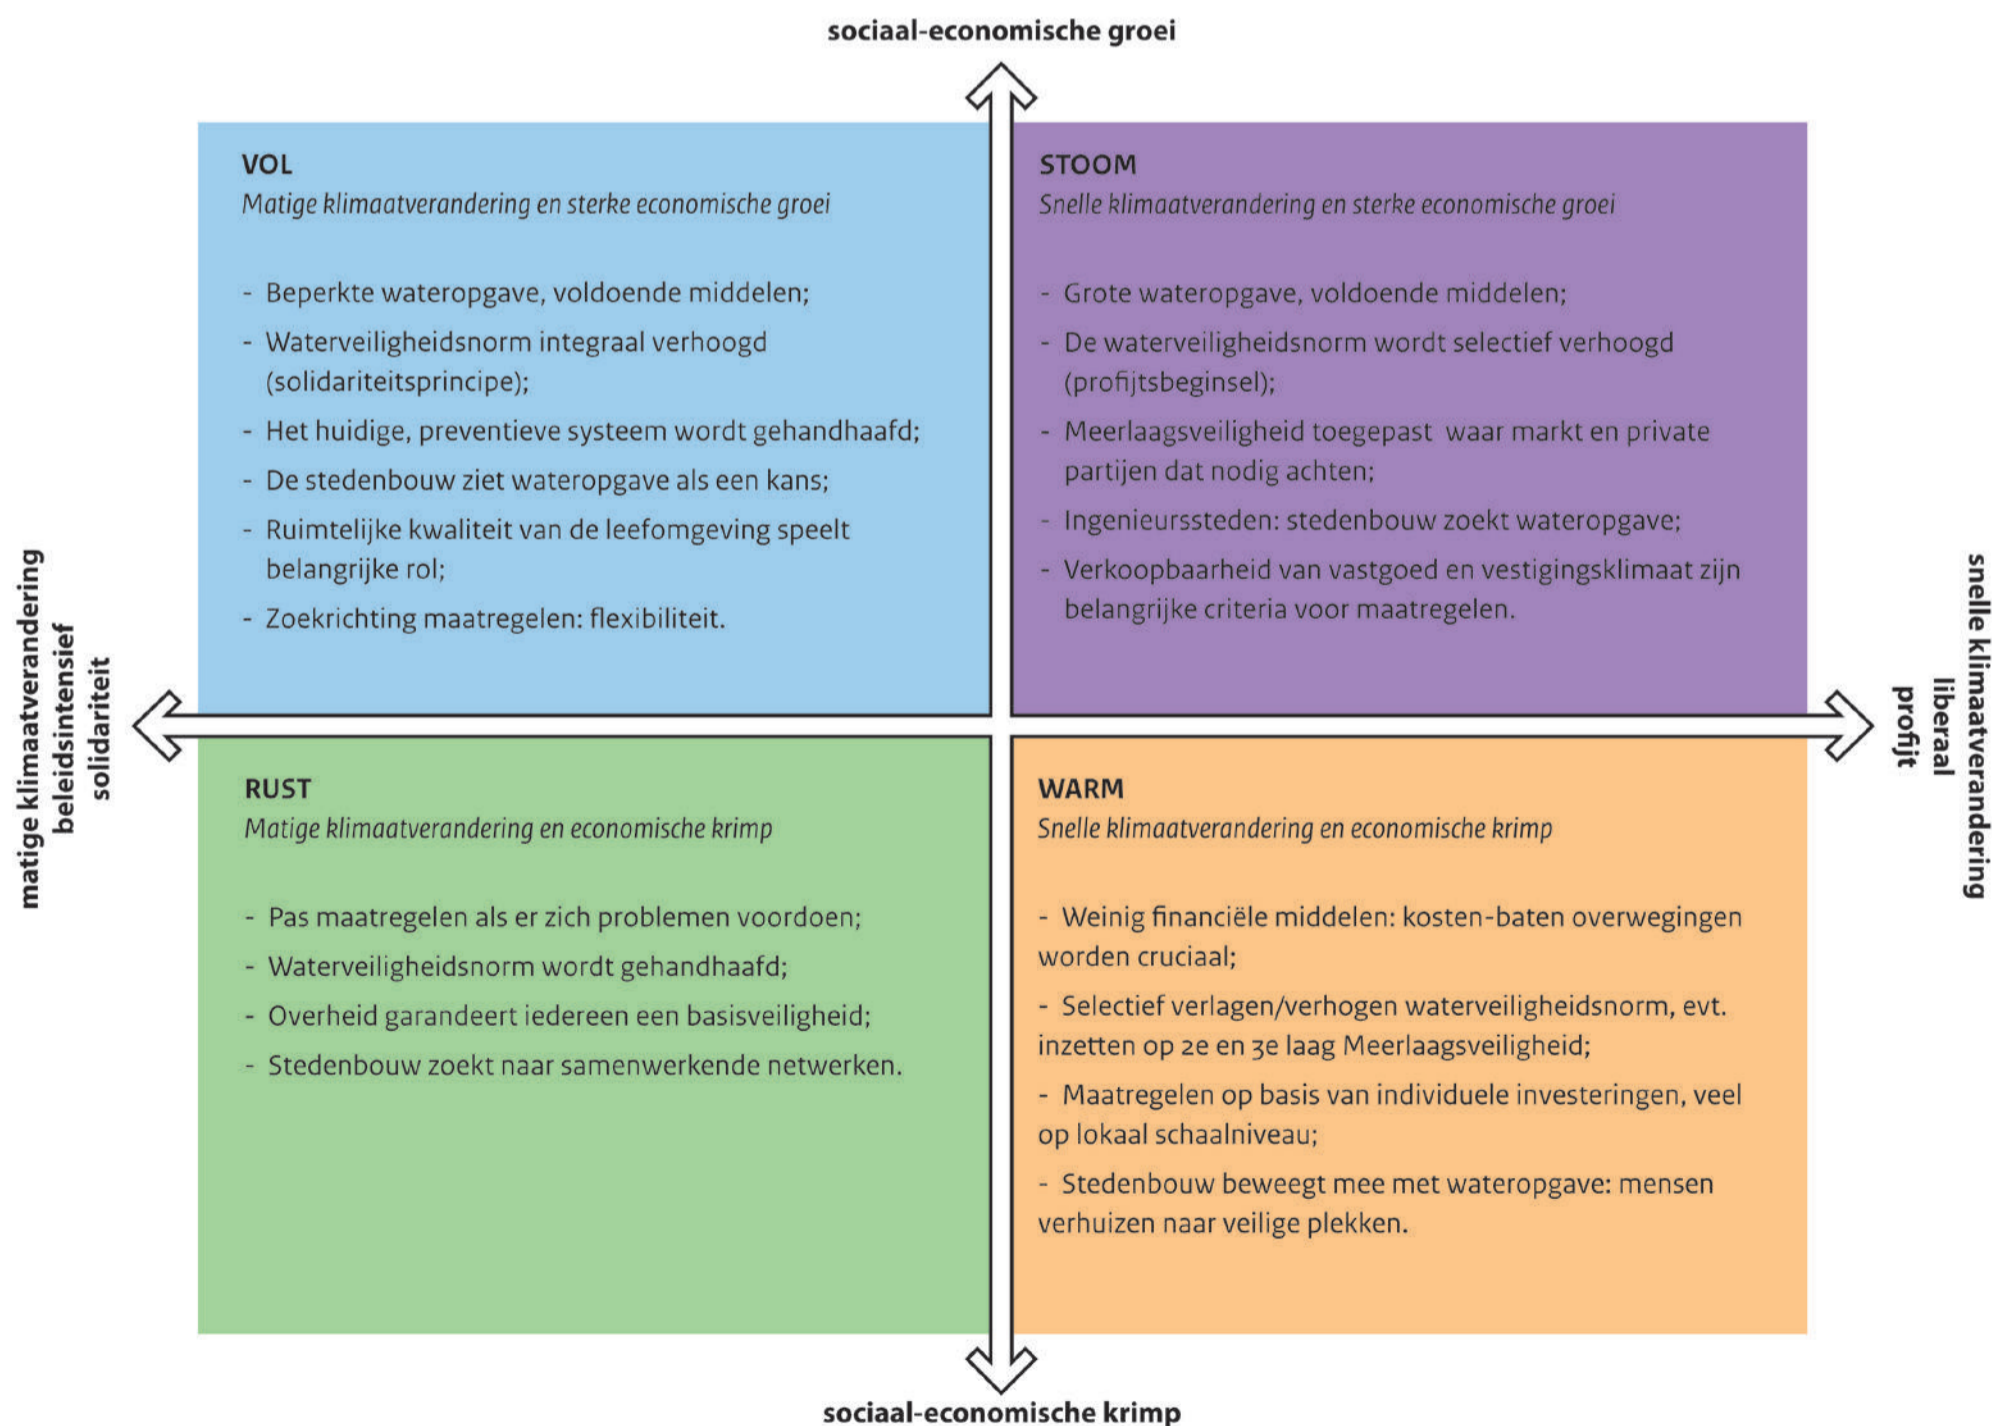 sociaal-economische groei
VOL
Matige klimaatverandering en sterke economische groei
- Beperkte wateropgave, voldoende middelen;
- Waterveiligheidsnorm integraal verhoogd
(solidariteitsprincipe);
- Het huidige, preventieve systeem wordt gehandhaafd;
- De stedenbouw ziet wateropgave als een kans;
- Ruimtelijke kwaliteit van de leefomgeving speelt
belangrijke rol;
- Zoekrichting maatregelen: flexibiliteit.
STOOM
Snelle klimaatverandering en sterke economische groei
- Grote wateropgave, voldoende middelen;
- De waterveiligheidsnorm wordt selectief verhoogd
(profijtsbeginsel);
- Meerlaagsveiligheid toegepast waar markt en private
partijen dat nodig achten;
- Ingenieurssteden: stedenbouw zoekt wateropgave;
- Verkoopbaarheid van vastgoed en vestigingsklimaat zijn
belangrijke criteria voor maatregelen.
matige klimaatverandering
beleidsintensief
solidariteit
snelle klimaatverandering
liberaal
profijt
RUST
Matige klimaatverandering en economische krimp
- Pas maatregelen als er zich problemen voordoen;
- Waterveiligheidsnorm wordt gehandhaafd;
- Overheid garandeert iedereen een basisveiligheid;
- Stedenbouw zoekt naar samenwerkende netwerken.
WARM
Snelle klimaatverandering en economische krimp
- Weinig financiële middelen: kosten-baten overwegingen
worden cruciaal;
- Selectief verlagen/verhogen waterveiligheidsnorm, evt.
inzetten op 2e en 3e laag Meerlaagsveiligheid;
- Maatregelen op basis van individuele investeringen, veel
op lokaal schaalniveau;
- Stedenbouw beweegt mee met wateropgave: mensen
verhuizen naar veilige plekken.
sociaal-economische krimp